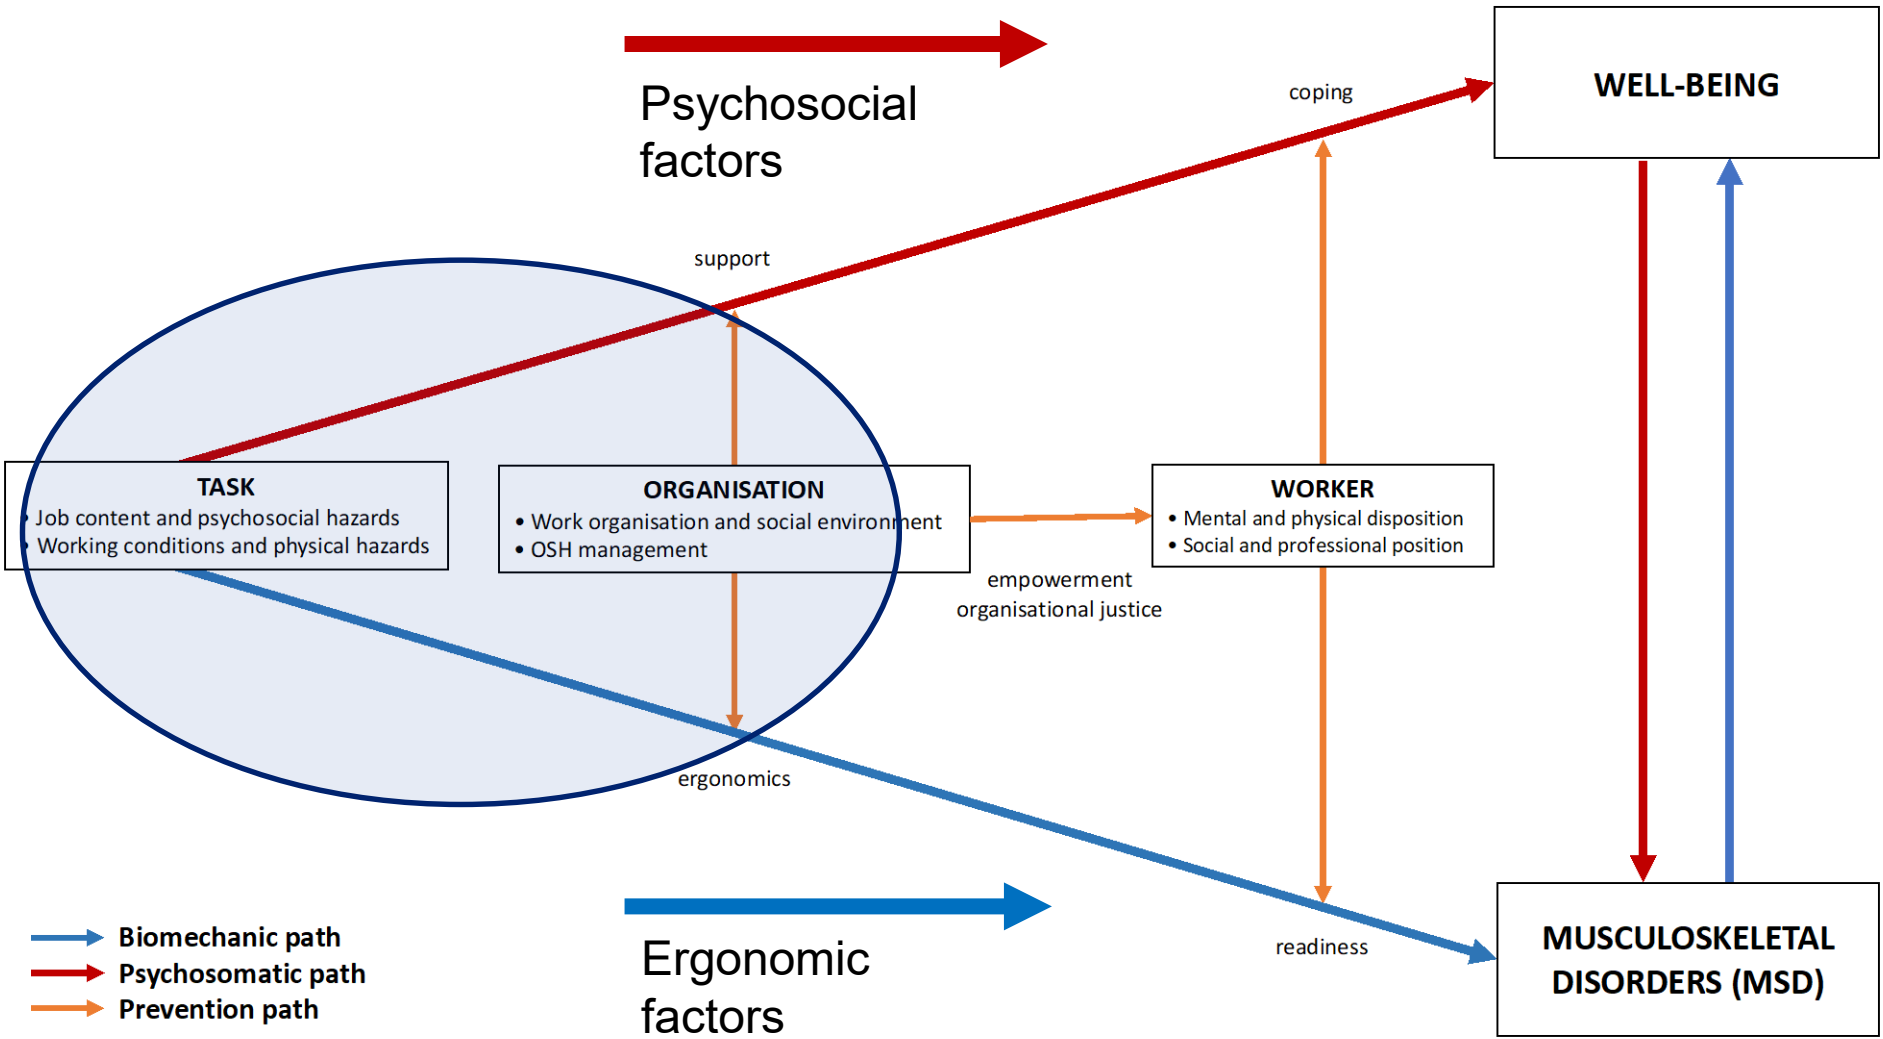 Psychosocial
factors
coping
WELL-BEING
support
TASK
• Job content and psychosocial hazards
• Working conditions and physical hazards
ORGANISATION
• Work organisation and social environment
• OSH management
WORKER
• Mental and physical disposition
• Social and professional position
empowerment
organisational justice
ergonomics
Biomechanic path
Psychosomatic path
Prevention path
Ergonomic
factors
readiness
MUSCULOSKELETAL
DISORDERS (MSD)